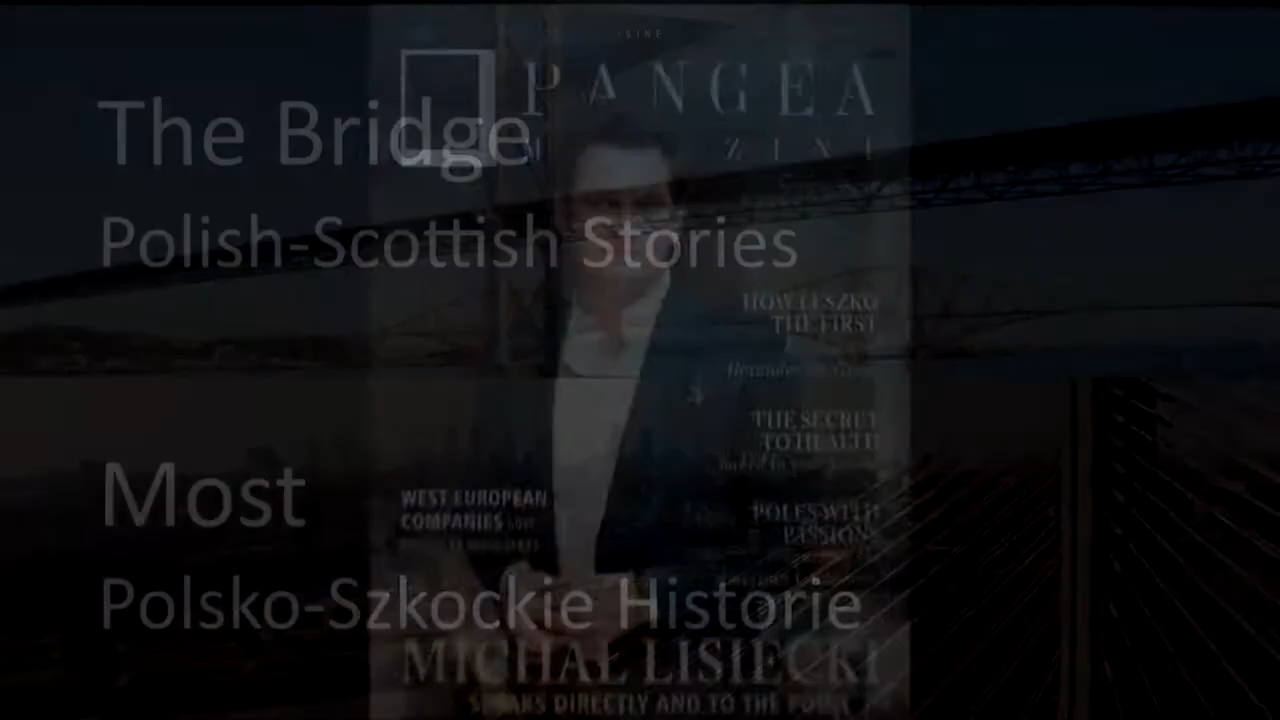 The Bridge
Polish-Scottish Stories
Most
Polsko-Szkockie Historie
PANGEA
HOW LESZKO
THE FIRST
THE SECRET
TO HEALTH
WEST EUROPEAN
COMPANIES
POLES WITH
PASSION
MICHAŁ LISIECKI
SPEAKS DIRECTLY AND TO THE POINT